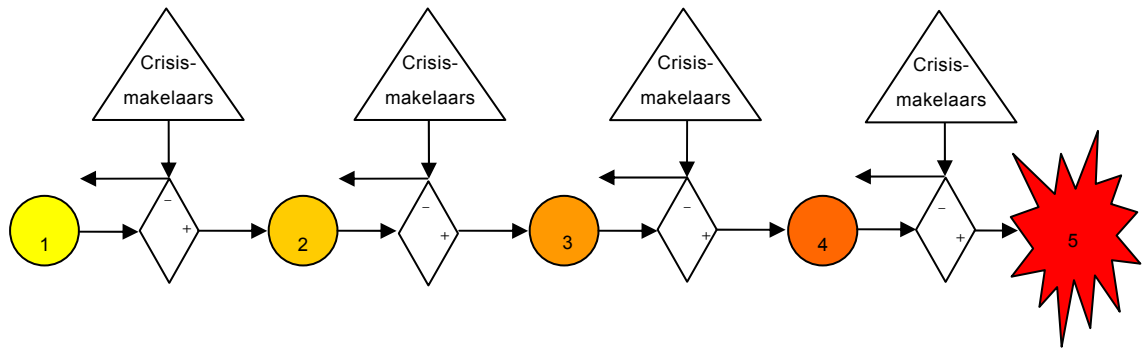 Crisis-
makelaars
Crisis-
makelaars
Crisis-
makelaars
Crisis-
makelaars
1
−
+
2
−
+
3
−
+
4
−
+
5